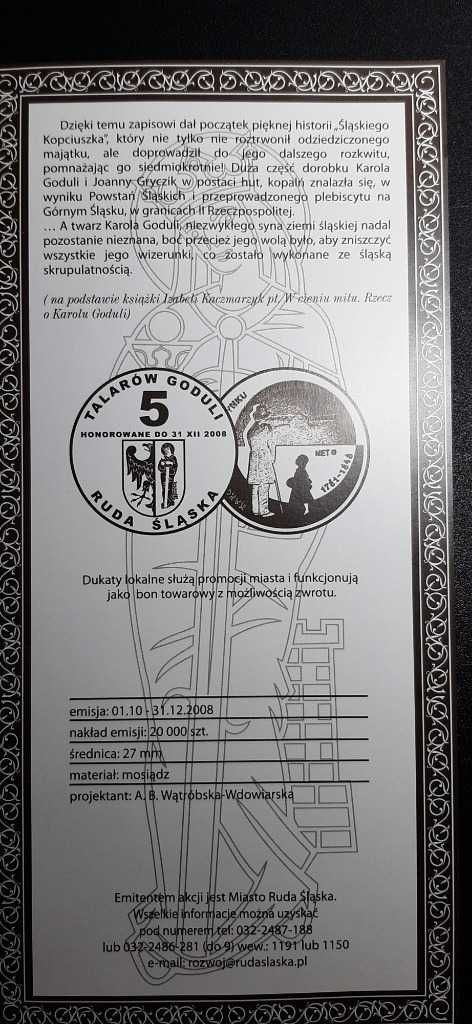 Dzięki temu zapisowi dał początek pięknej historii „Śląskiego
Kopciuszka”, który nie tylko nie roztrwonił odziedziczonego
majątku, ale doprowadził do jego dalszego rozkwitu,
pomnażając go siedmiokrotnie! Duża część dorobku Karola
Goduli i Joanny Gryczik w postaci hut, kopalń znalazła się, w
wyniku Powstań Śląskich i przeprowadzonego plebiscytu na
Górnym Śląsku, w granicach II Rzeczpospolitej.
... A twarz Karola Goduli, niezwykłego syna ziemi śląskiej nadal
pozostanie nieznana, boć przecież jego wolą było, aby zniszczyć
wszystkie jego wizerunki, co zostało wykonane ze śląską
skrupulatnością.
( na podstawie książki Izabeli Kaczmarzyk pt. W cieniu mitu. Rzecz
o Karolu Goduli)
TALARÓW GODULI
5
HONOROWANE DO 31 XII 2008
RUDA ŚLĄSKA
NETO
1781-1848
Dukaty lokalne służą promocji miasta i funkcjonują
jako bon towarowy z możliwością zwrotu.
emisja: 01.10 - 31.12.2008
nakład emisji: 20 000 szt.
średnica: 27 mm
materiał: mosiądz
projektant: A. B. Wątróbska-Wdowiarska
Emitentem akcji jest Miasto Ruda Śląska.
Wszelkie informacje można uzyskać
pod numerem tel: 032-2487-188
lub 032-2486-281 (do 9) wew.: 1191 lub 1150
e-mail: rozwoj@rudaslaska.pl